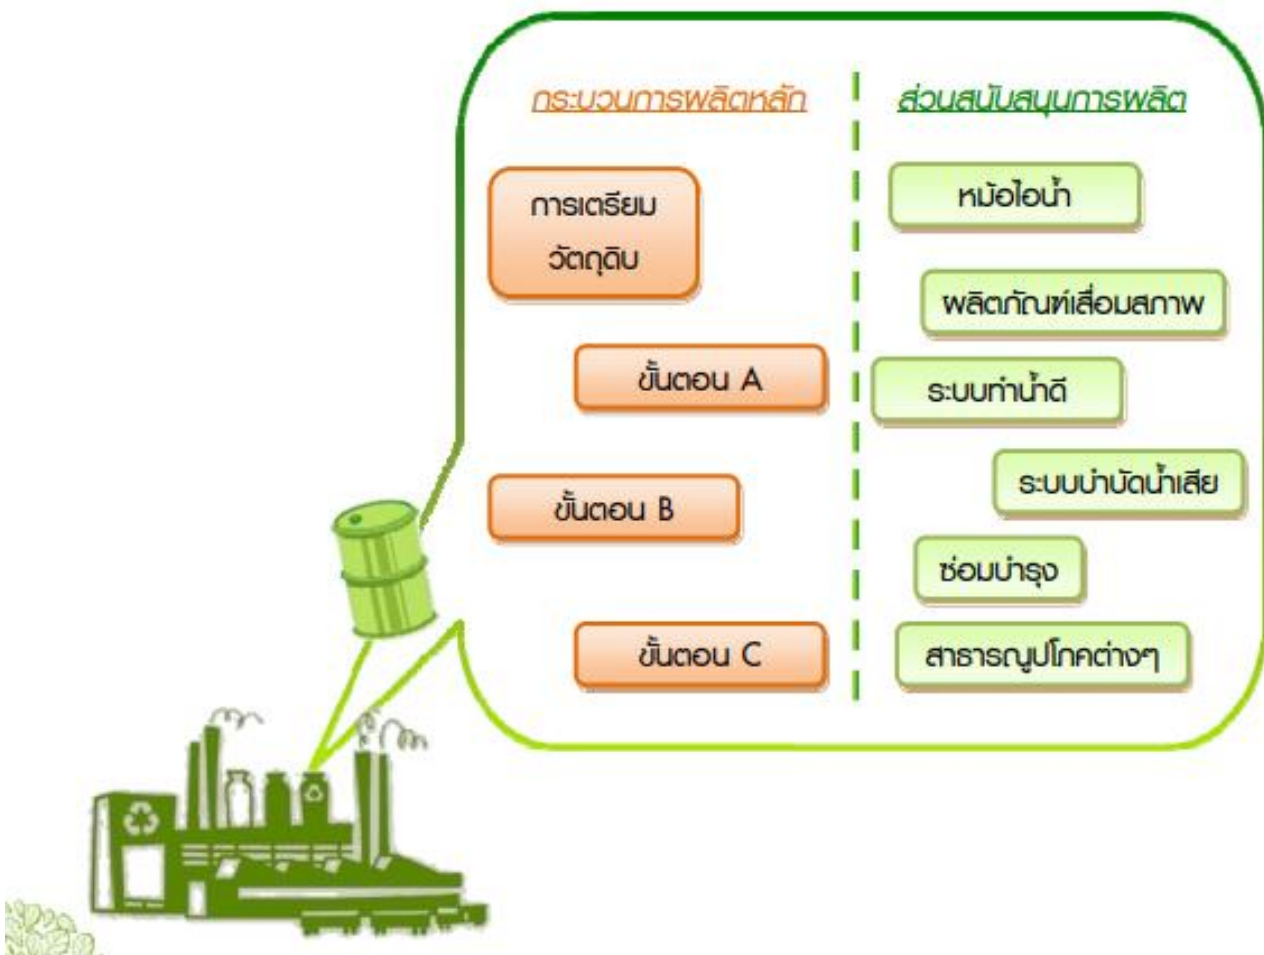 กระบวนการผลิตหลัก
การเตรียม
วัตถุดิบ
ขั้นตอน A
ขั้นตอน B
ขั้นตอน C
ส่วนสนับสนุนการผลิต
หม้อไอน้ำ
ผลิตภัณฑ์เสื่อมสภาพ
ระบบทำน้ำดี
ระบบบำบัดน้ำเสีย
ซ่อมบำรุง
สาธารณูปโภคต่างๆ